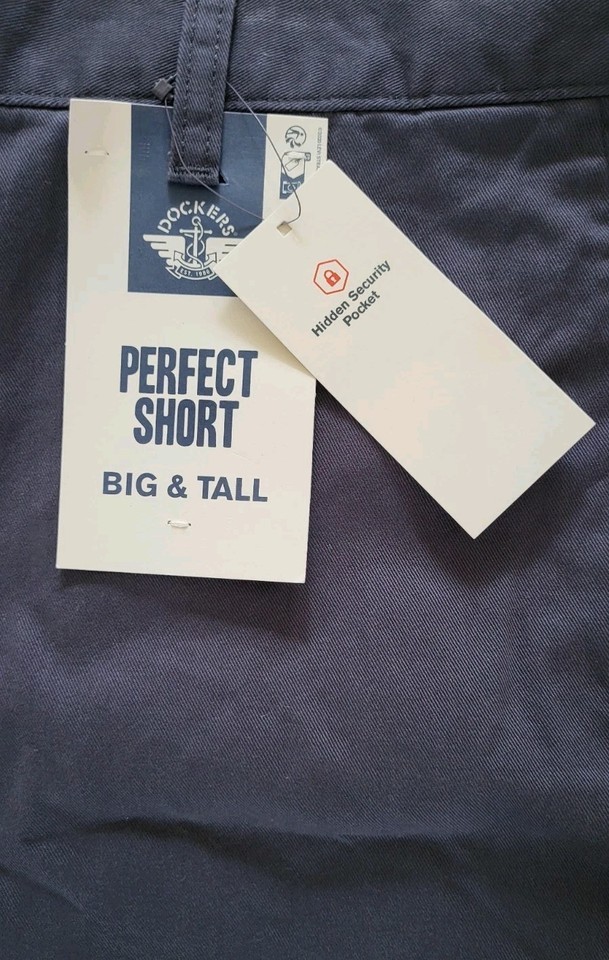 DOCKERS
EST. 1986
PERFECT
SHORT
BIG & TALL
Hidden Security
Pocket